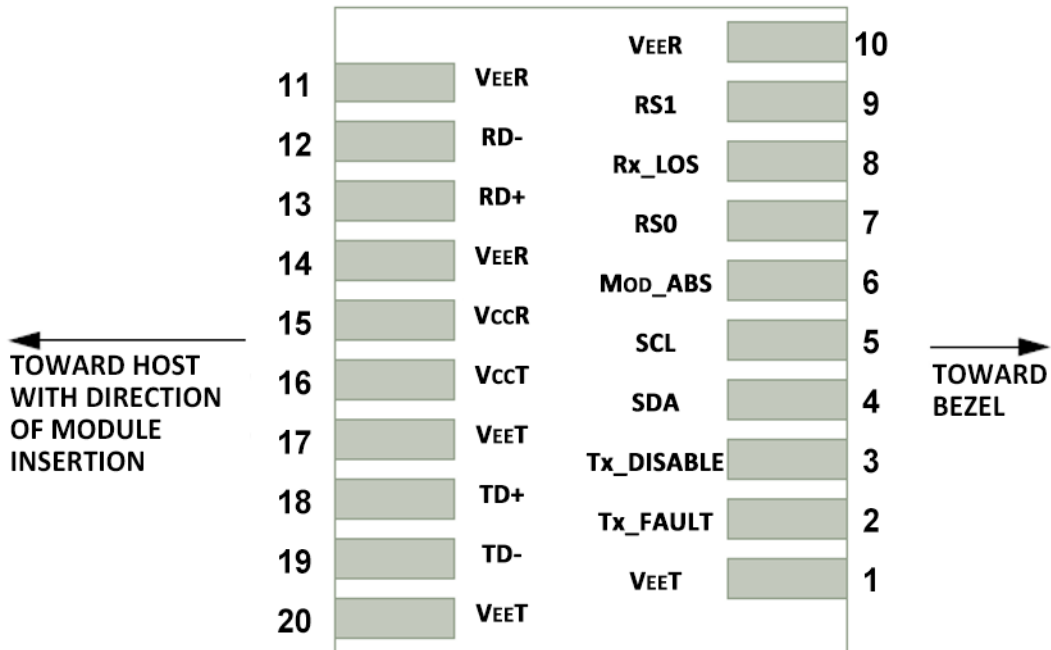 VEER 10
11 VEER
RS1 9
12 RD-
Rx_LOS 8
13 RD+
RS0 7
14 VEER
MOD_ABS 6
15 VCCR
SCL 5
TOWARD HOST
WITH DIRECTION
OF MODULE
INSERTION
TOWARD
BEZEL
16 VCCT
SDA 4
17 VEET
Tx_DISABLE 3
18 TD+
Tx_FAULT 2
19 TD-
VEET 1
20 VEET